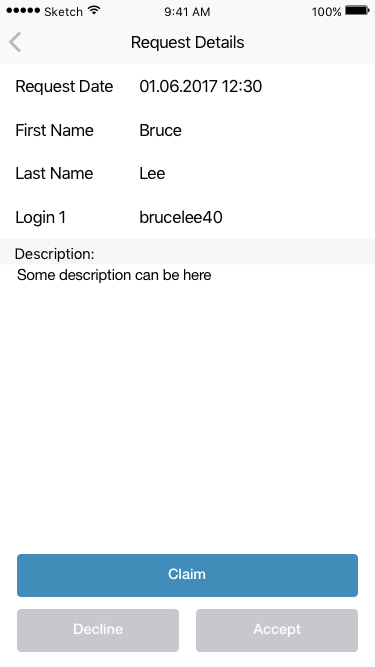 Sketch 9:41 AM 100%
Request Details
Request Date 01.06.2017 12:30
First Name Bruce
Last Name Lee
Login 1 brucelee40
Description:
Some description can be here
Claim
Decline Accept